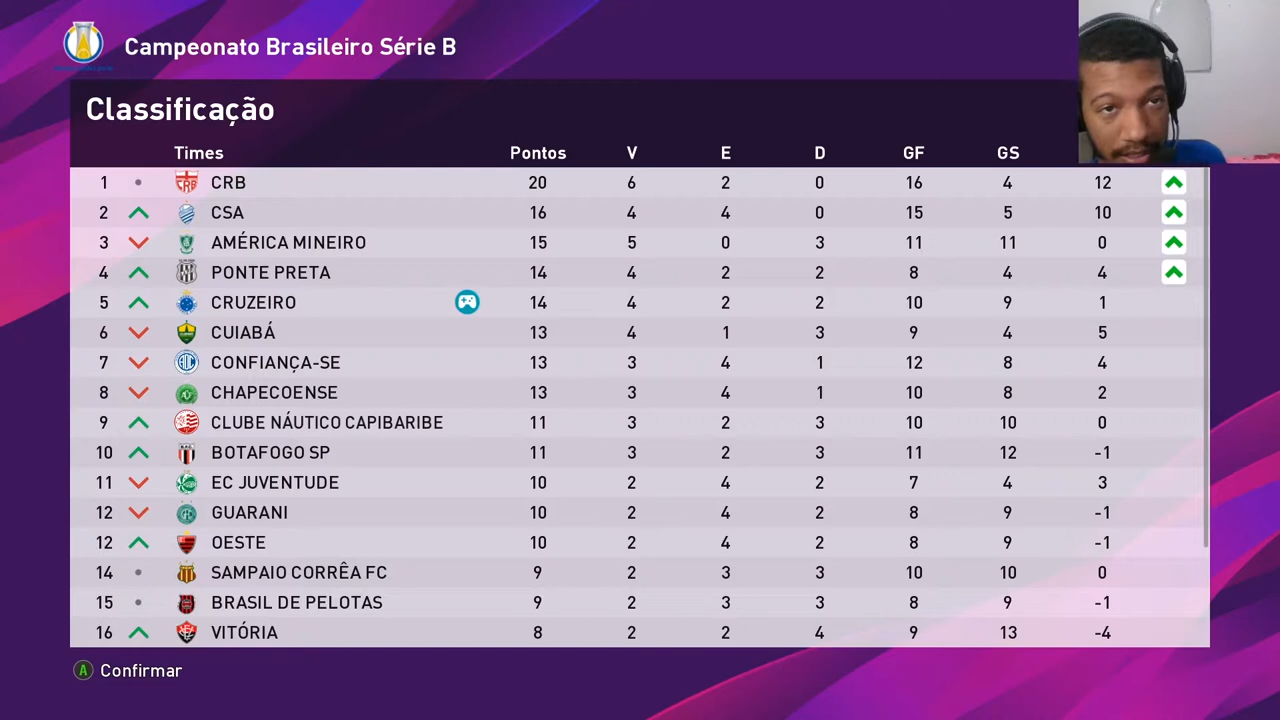 Campeonato Brasileiro Série B
Classificação
Times Pontos V E D GF GS
1 CRB 20 6 2 0 16 4 12
2 CSA 16 4 4 0 15 5 10
3 AMÉRICA MINEIRO 15 5 0 3 11 11 0
4 PONTE PRETA 14 4 2 2 8 4 4
5 CRUZEIRO 14 4 2 2 10 9 1
6 CUIABÁ 13 4 1 3 9 4 5
7 CONFIANÇA-SE 13 3 4 1 12 8 4
8 CHAPECOENSE 13 3 4 1 10 8 2
9 CLUBE NÁUTICO CAPIBARIBE 11 3 2 3 10 10 0
10 BOTAFOGO SP 11 3 2 3 11 12 -1
11 EC JUVENTUDE 10 2 4 2 7 4 3
12 GUARANI 10 2 4 2 8 9 -1
12 OESTE 10 2 4 2 8 9 -1
14 SAMPAIO CORRÊA FC 9 2 3 3 10 10 0
15 BRASIL DE PELOTAS 9 2 3 3 8 9 -1
16 VITÓRIA 8 2 2 4 9 13 -4
A Confirmar